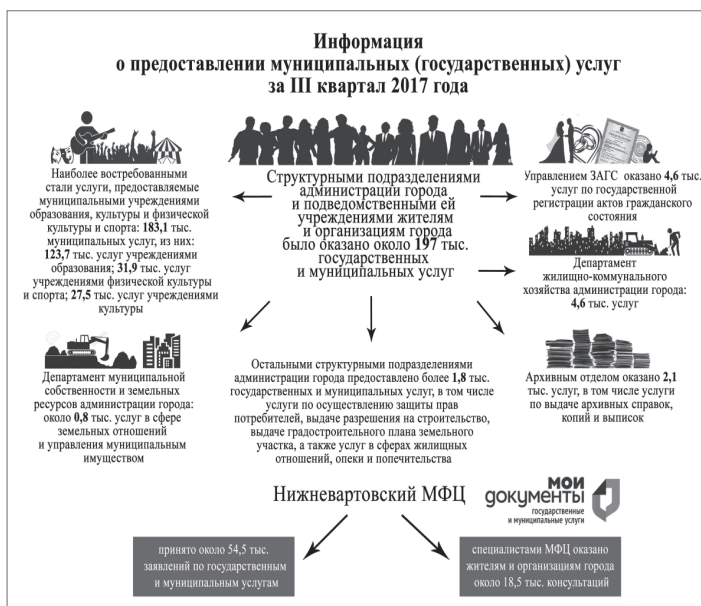 Информация
о предоставлении муниципальных (государственных) услуг
за III квартал 2017 года
Наиболее востребованными
стали услуги, предоставляемые
муниципальными учреждениями
образования, культуры и физической
культуры и спорта: 183,1 тыс.
муниципальных услуг, из них:
123,7 тыс. услуг учреждениями
образования; 31,9 тыс. услуг
учреждениями физической культуры
и спорта; 27,5 тыс. услуг учреждениями
культуры
Структурными подразделениями
администрации города
и подведомственными ей
учреждениями жителям
и организациям города
было оказано около 197 тыс.
государственных
и муниципальных услуг
Управлением ЗАГС оказано 4,6 тыс.
услуг по государственной
регистрации актов гражданского
состояния
Департамент
жилищно-коммунального
хозяйства администрации города:
4,6 тыс. услуг
Департамент муниципальной
собственности и земельных
ресурсов администрации города:
около 0,8 тыс. услуг в сфере
земельных отношений
и управления муниципальным
имуществом
Остальными структурными подразделениями
администрации города предоставлено более 1,8 тыс.
государственных и муниципальных услуг, в том числе
услуги по осуществлению защиты прав
потребителей, выдаче разрешения на строительство,
выдаче градостроительного плана земельного
участка, а также услуг в сферах жилищных
отношений, опеки и попечительства
Архивным отделом оказано 2,1
тыс. услуг, в том числе услуги
по выдаче архивных справок,
копий и выписок
Нижневартовский МФЦ
мои
документы
государственные
и муниципальные услуги
принято около 54,5 тыс.
заявлений по государственным
и муниципальным услугам
специалистами МФЦ оказано
жителям и организациям города
около 18,5 тыс. консультаций